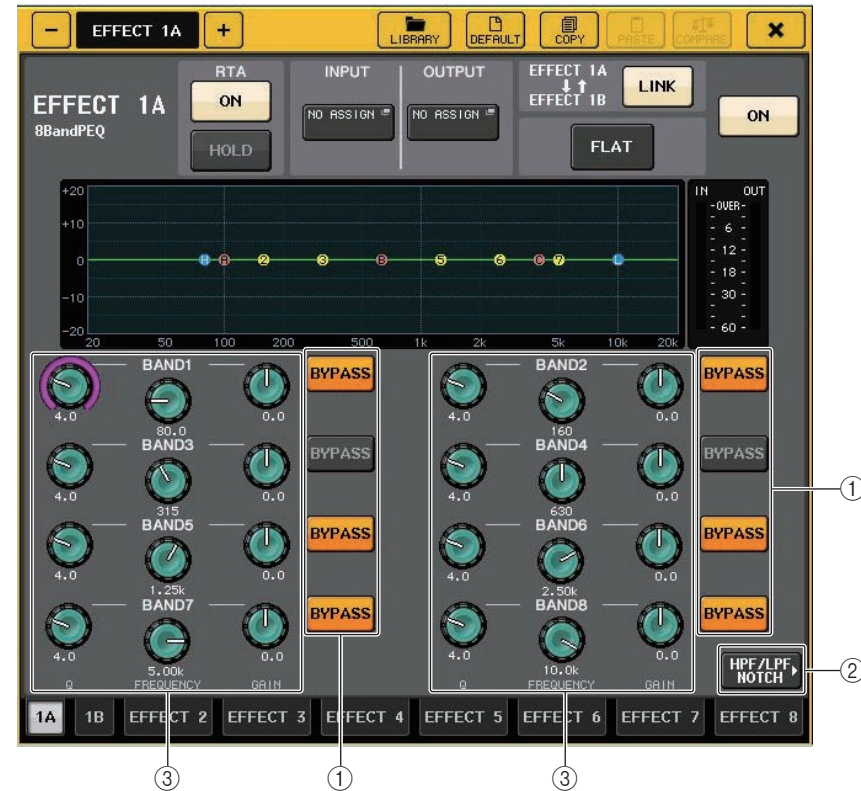 − EFFECT 1A + LIBRARY DEFAULT COPY PASTE COMPARE ×
EFFECT 1A
8BandPEQ
RTA
ON
HOLD
INPUT
NO ASSIGN
OUTPUT
NO ASSIGN
EFFECT 1A
EFFECT 1B
LINK
FLAT
ON
+20
+10
0
-10
-20
20 50 100 200 500 1k 2k 5k 10k 20k
H A 2 3 B 5 6 C 7 L
IN OUT
-OVER-
6
12
18
30
60
BAND1
4.0 80.0 0.0
BYPASS
BAND2
4.0 160 0.0
BYPASS
BAND3
4.0 315 0.0
BYPASS
BAND4
4.0 630 0.0
BYPASS
BAND5
4.0 1.25k 0.0
BYPASS
BAND6
4.0 2.50k 0.0
BYPASS
BAND7
4.0 5.00k 0.0
BYPASS
BAND8
4.0 10.0k 0.0
BYPASS
Q FREQUENCY GAIN
Q FREQUENCY GAIN
HPF/LPF
NOTCH
1A 1B EFFECT 2 EFFECT 3 EFFECT 4 EFFECT 5 EFFECT 6 EFFECT 7 EFFECT 8
①
②
③ ① ③